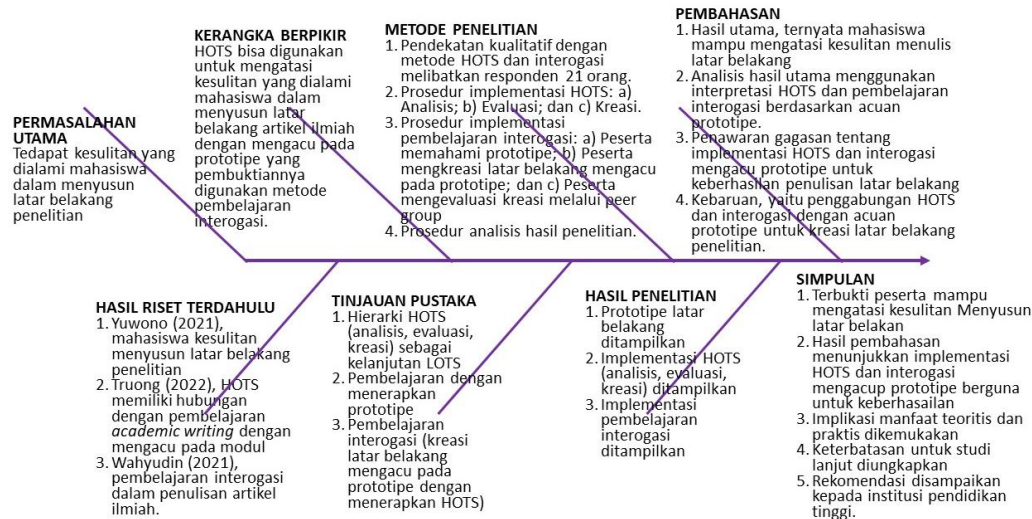 PERMASALAHAN
UTAMA
Tedapat kesulitan yang
dialami mahasiswa
dalam menyusun
latar belakang
penelitian
KERANGKA BERPIKIR
HOTS bisa digunakan
untuk mengatasi
kesulitan yang dialami
mahasiswa dalam
menyusun latar
belakang artikel ilmiah
dengan mengacu pada
prototipe yang
pembuktiannya
digunakan metode
pembelajaran
interogasi.
METODE PENELITIAN
1. Pendekatan kualitatif dengan
metode HOTS dan interogasi
melibatkan responden 21 orang.
2. Prosedur implementasi HOTS: a)
Analisis; b) Evaluasi; dan c) Kreasi.
3. Prosedur implementasi
pembelajaran interogasi: a) Peserta
memahami prototipe; b) Peserta
mengkreasi latar belakang mengacu
pada prototipe; dan c) Peserta
mengevaluasi kreasi melalui peer
group
4. Prosedur analisis hasil penelitian.
PEMBAHASAN
1. Hasil utama, ternyata mahasiswa
mampu mengatasi kesulitan menulis
latar belakang
2. Analisis hasil utama menggunakan
interpretasi HOTS dan pembelajaran
interogasi berdasarkan acuan
prototipe.
3. Penawaran gagasan tentang
implementasi HOTS dan interogasi
mengacu prototipe untuk
keberhasilan penulisan latar belakang
4. Kebaruan, yaitu penggabungan HOTS
dan interogasi dengan acuan
prototipe untuk kreasi latar belakang
penelitian.
HASIL RISET TERDAHULU
1. Yuwono (2021),
mahasiswa kesulitan
menyusun latar belakang
penelitian
2. Truong (2022), HOTS
memiliki hubungan
dengan pembelajaran
academic writing dengan
mengacu pada modul
3. Wahyudin (2021),
pembelajaran interogasi
dalam penulisan artikel
ilmiah.
TINJAUAN PUSTAKA
1. Hierarki HOTS
(analisis, evaluasi,
kreasi) sebagai
kelanjutan LOTS
2. Pembelajaran dengan
menerapkan
prototipe
3. Pembelajaran
interogasi (kreasi
latar belakang
mengacu pada
prototipe dengan
menerapkan HOTS)
HASIL PENELITIAN
1. Prototipe latar
belakang
ditampilkan
2. Implementasi HOTS
(analisis, evaluasi,
kreasi) ditampilkan
3. Implementasi
pembelajaran
interogasi
ditampilkan
SIMPULAN
1. Terbukti peserta mampu
mengatasi kesulitan Menyusun
latar belakan
2. Hasil pembahasan
menunjukkan implementasi
HOTS dan interogasi
mengacup prototipe berguna
untuk keberhasailan
3. Implikasi manfaat teoritis dan
praktis dikemukakan
4. Keterbatasan untuk studi
lanjut diungkapkan
5. Rekomendasi disampaikan
kepada institusi pendidikan
tinggi.